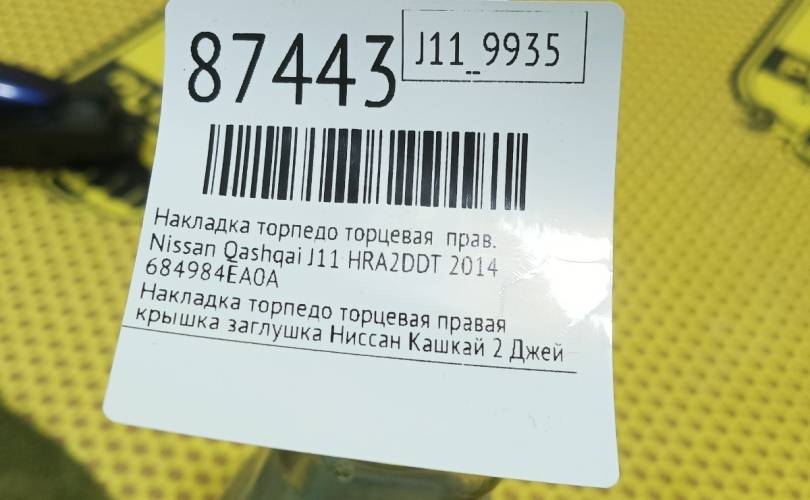 87443
J11_9935
Накладка торпедо торцевая прав.
Nissan Qashqai J11 HRA2DDT 2014
684984EA0A
Накладка торпедо торцевая правая
крышка заглушка Ниссан Кашкай 2 Джей